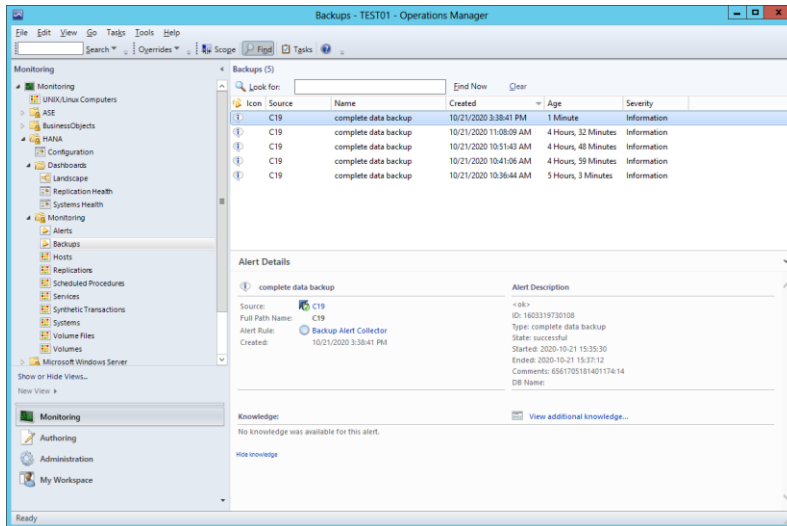 Backups - TEST01 - Operations Manager
File Edit View Go Tasks Tools Help
Search Overrides Scope Find Tasks
Monitoring
Monitoring
UNIX/Linux Computers
ASE
BusinessObjects
HANA
Configuration
Dashboards
Landscape
Replication Health
Systems Health
Monitoring
Alerts
Backups
Hosts
Replications
Scheduled Procedures
Services
Synthetic Transactions
Systems
Volume Files
Volumes
Microsoft Windows Server
Show or Hide Views...
New View
Monitoring
Authoring
Administration
My Workspace
Backups (5)
Look for: Find Now Clear
Icon Source Name Created Age Severity
C19 complete data backup 10/21/2020 3:38:41 PM 1 Minute Information
C19 complete data backup 10/21/2020 11:08:09 AM 4 Hours, 32 Minutes Information
C19 complete data backup 10/21/2020 10:51:43 AM 4 Hours, 48 Minutes Information
C19 complete data backup 10/21/2020 10:41:06 AM 4 Hours, 59 Minutes Information
C19 complete data backup 10/21/2020 10:36:44 AM 5 Hours, 3 Minutes Information
Alert Details
complete data backup
Source: C19
Full Path Name: C19
Alert Rule: Backup Alert Collector
Created: 10/21/2020 3:38:41 PM
Alert Description
<ok>
ID: 1603319730108
Type: complete data backup
State: successful
Started: 2020-10-21 15:35:30
Ended: 2020-10-21 15:37:12
Comments: 6561705181401174:14
DB Name:
Knowledge:
View additional knowledge...
No knowledge was available for this alert.
Hide knowledge
Ready